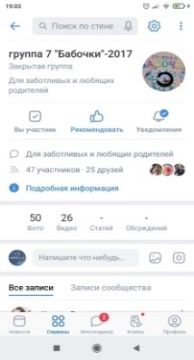 19:03
Поиск по стене
группа 7 "Бабочки"-2017
Закрытая группа
Для заботливых и любящих
родителей
Вы участник
Рекомендовать
Уведомления
Для заботливых и любящих родителей
47 участников · 25 друзей
Подробная информация
50
26
-
-
Фото
Видео
Статей
Обсуждений
Напишите что-нибудь...
Все записи
Записи сообщества
Новости
Сервисы
Мессенджер
Клипы
Профиль